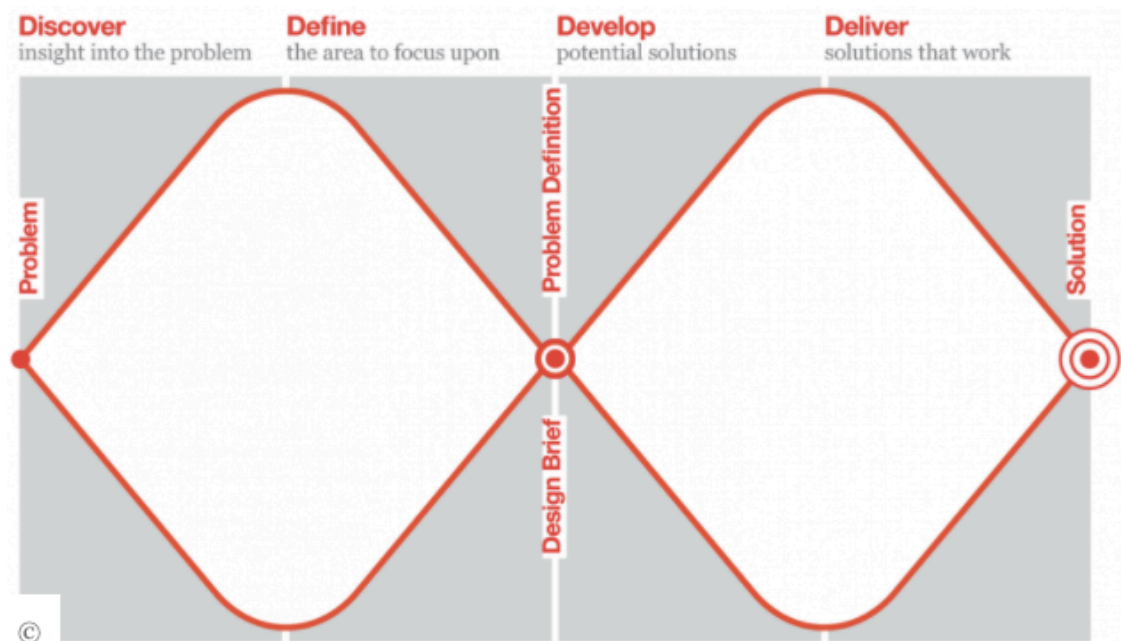 Discover
insight into the problem
Define
the area to focus upon
Develop
potential solutions
Deliver
solutions that work
Problem
Problem Definition
Design Brief
Solution
©